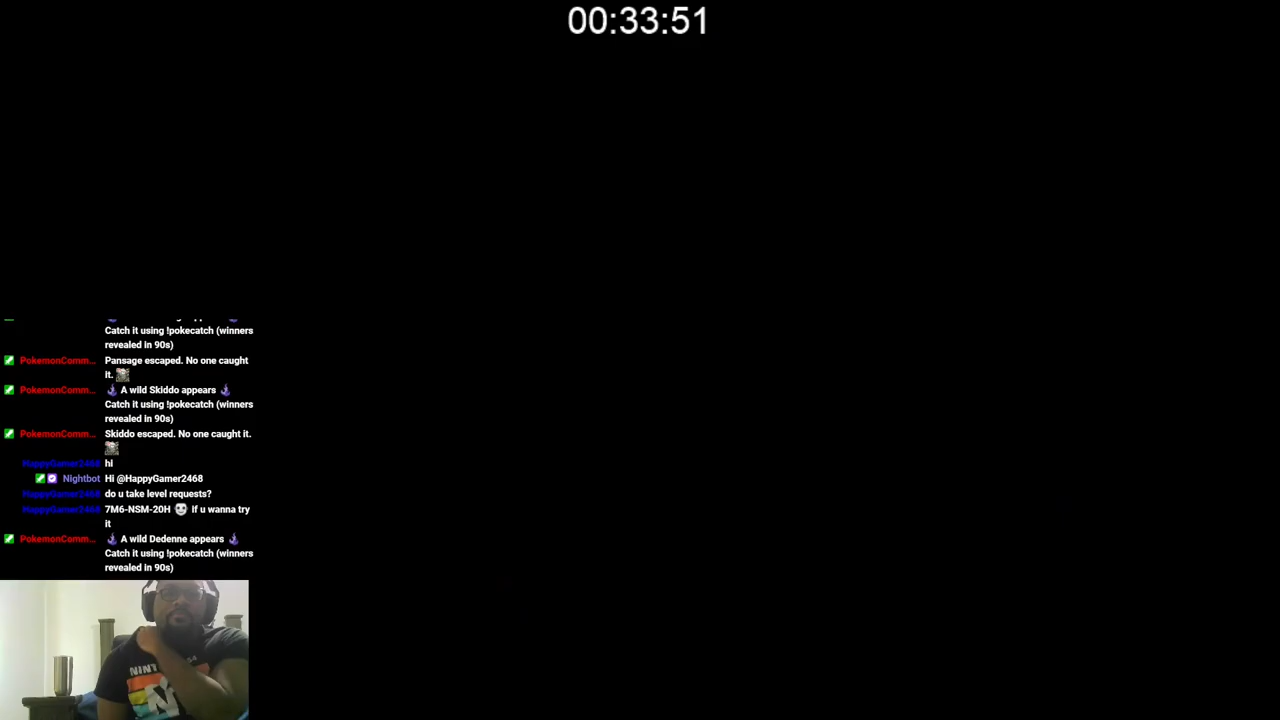 00:33:51
Catch it using !pokecatch (winners
revealed in 90s)
PokemonComm... Pansage escaped. No one caught
it.
PokemonComm... A wild Skiddo appears
Catch it using !pokecatch (winners
revealed in 90s)
PokemonComm... Skiddo escaped. No one caught it.
HappyGamer2468 hi
Nightbot Hi @HappyGamer2468
HappyGamer2468 do u take level requests?
HappyGamer2468 7M6-NSM-20H if u wanna try
it
PokemonComm... A wild Dedenne appears
Catch it using !pokecatch (winners
revealed in 90s)
NINT